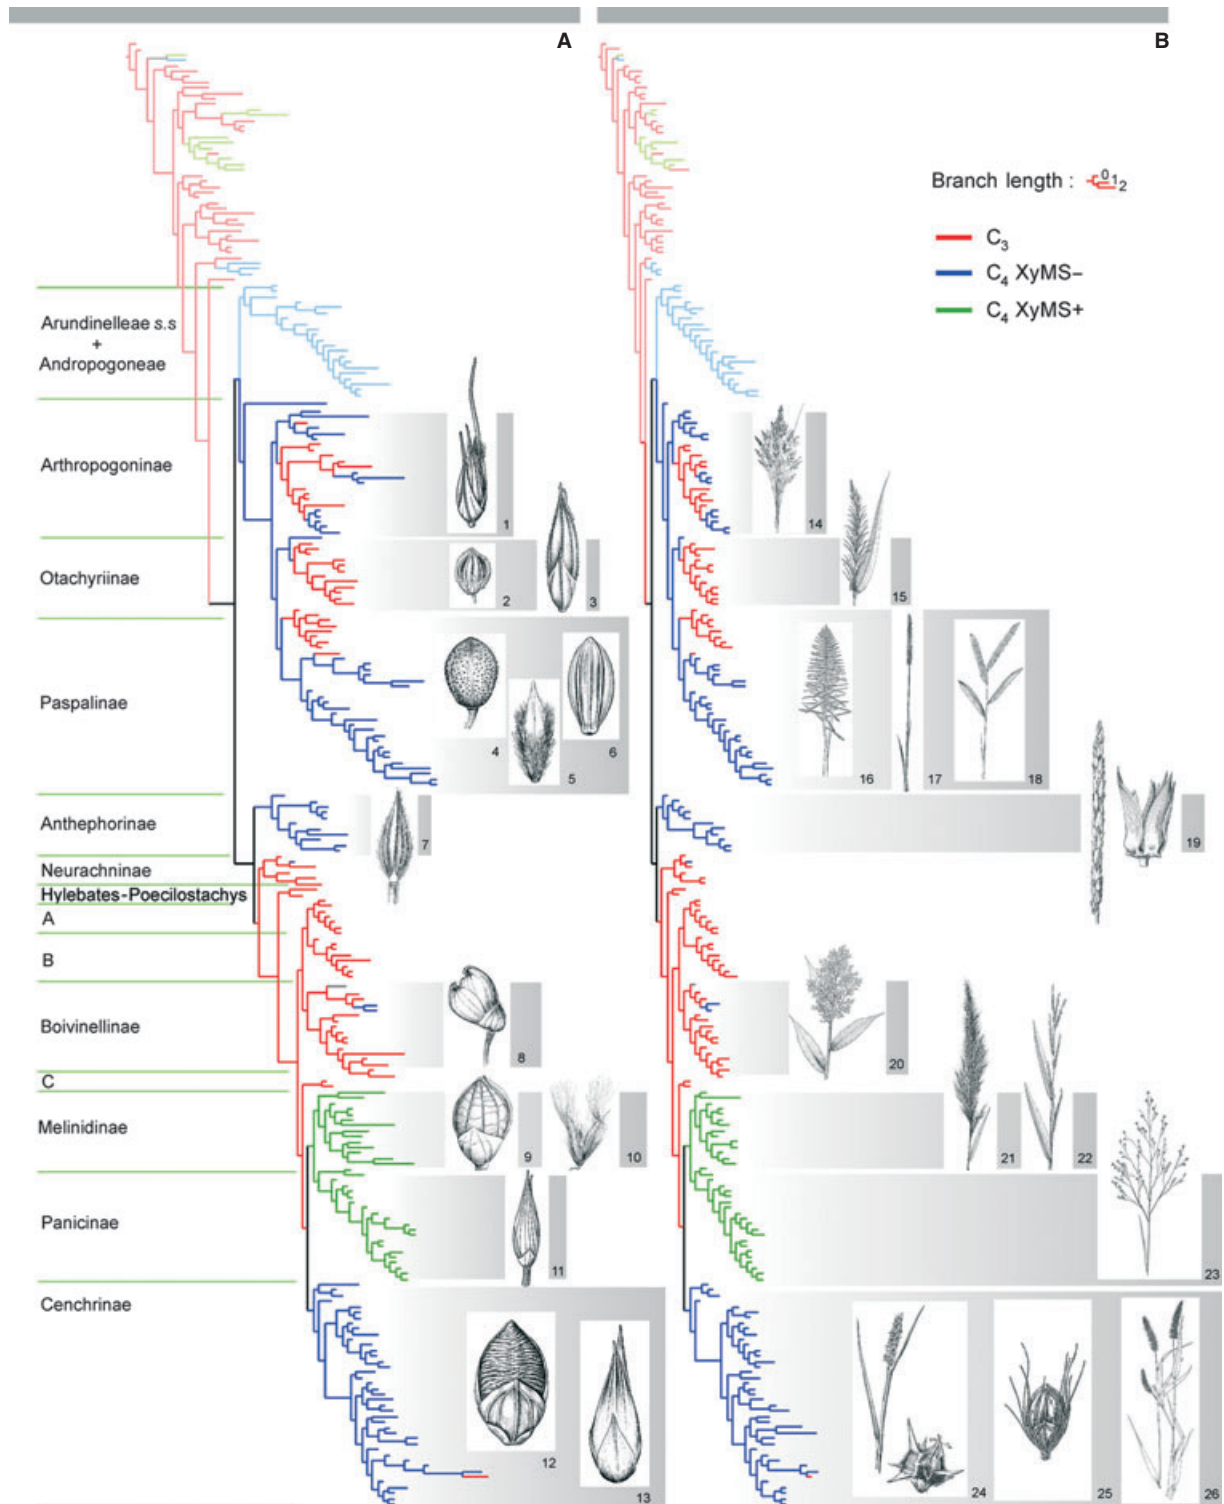 A
B
Branch length : 0 1 2
C3
C4 XyMS–
C4 XyMS+
Arundinelleae s.s
+
Andropogoneae
Arthropogoninae
1
14
Otachyriinae
2
3
15
Paspalinae
4
5
6
16
17
18
Anthephorinae
7
19
Neurachninae
Hylebates-Poecilostachys
A
B
Boivinellinae
8
20
C
Melinidinae
9
10
21
22
Panicinae
11
23
Cenchrinae
12
13
24
25
26